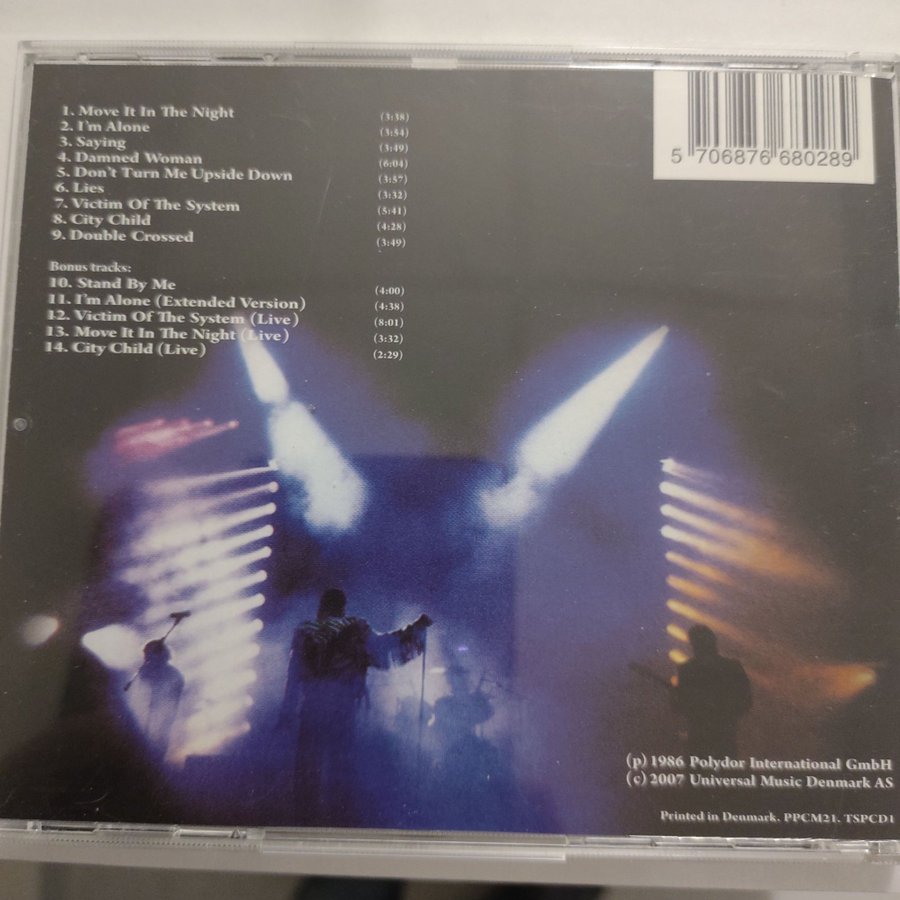 1. Move It In The Night (3:38)
2. I'm Alone (3:54)
3. Saying (3:49)
4. Damned Woman (6:04)
5. Don't Turn Me Upside Down (3:57)
6. Lies (3:32)
7. Victim Of The System (5:41)
8. City Child (4:28)
9. Double Crossed (3:49)
Bonus tracks:
10. Stand By Me (4:00)
11. I'm Alone (Extended Version) (4:38)
12. Victim Of The System (Live) (8:01)
13. Move It In The Night (Live) (3:32)
14. City Child (Live) (2:29)
5 706876 680289
(p) 1986 Polydor International GmbH
(c) 2007 Universal Music Denmark AS
Printed in Denmark. PPCM21. TSPCD1